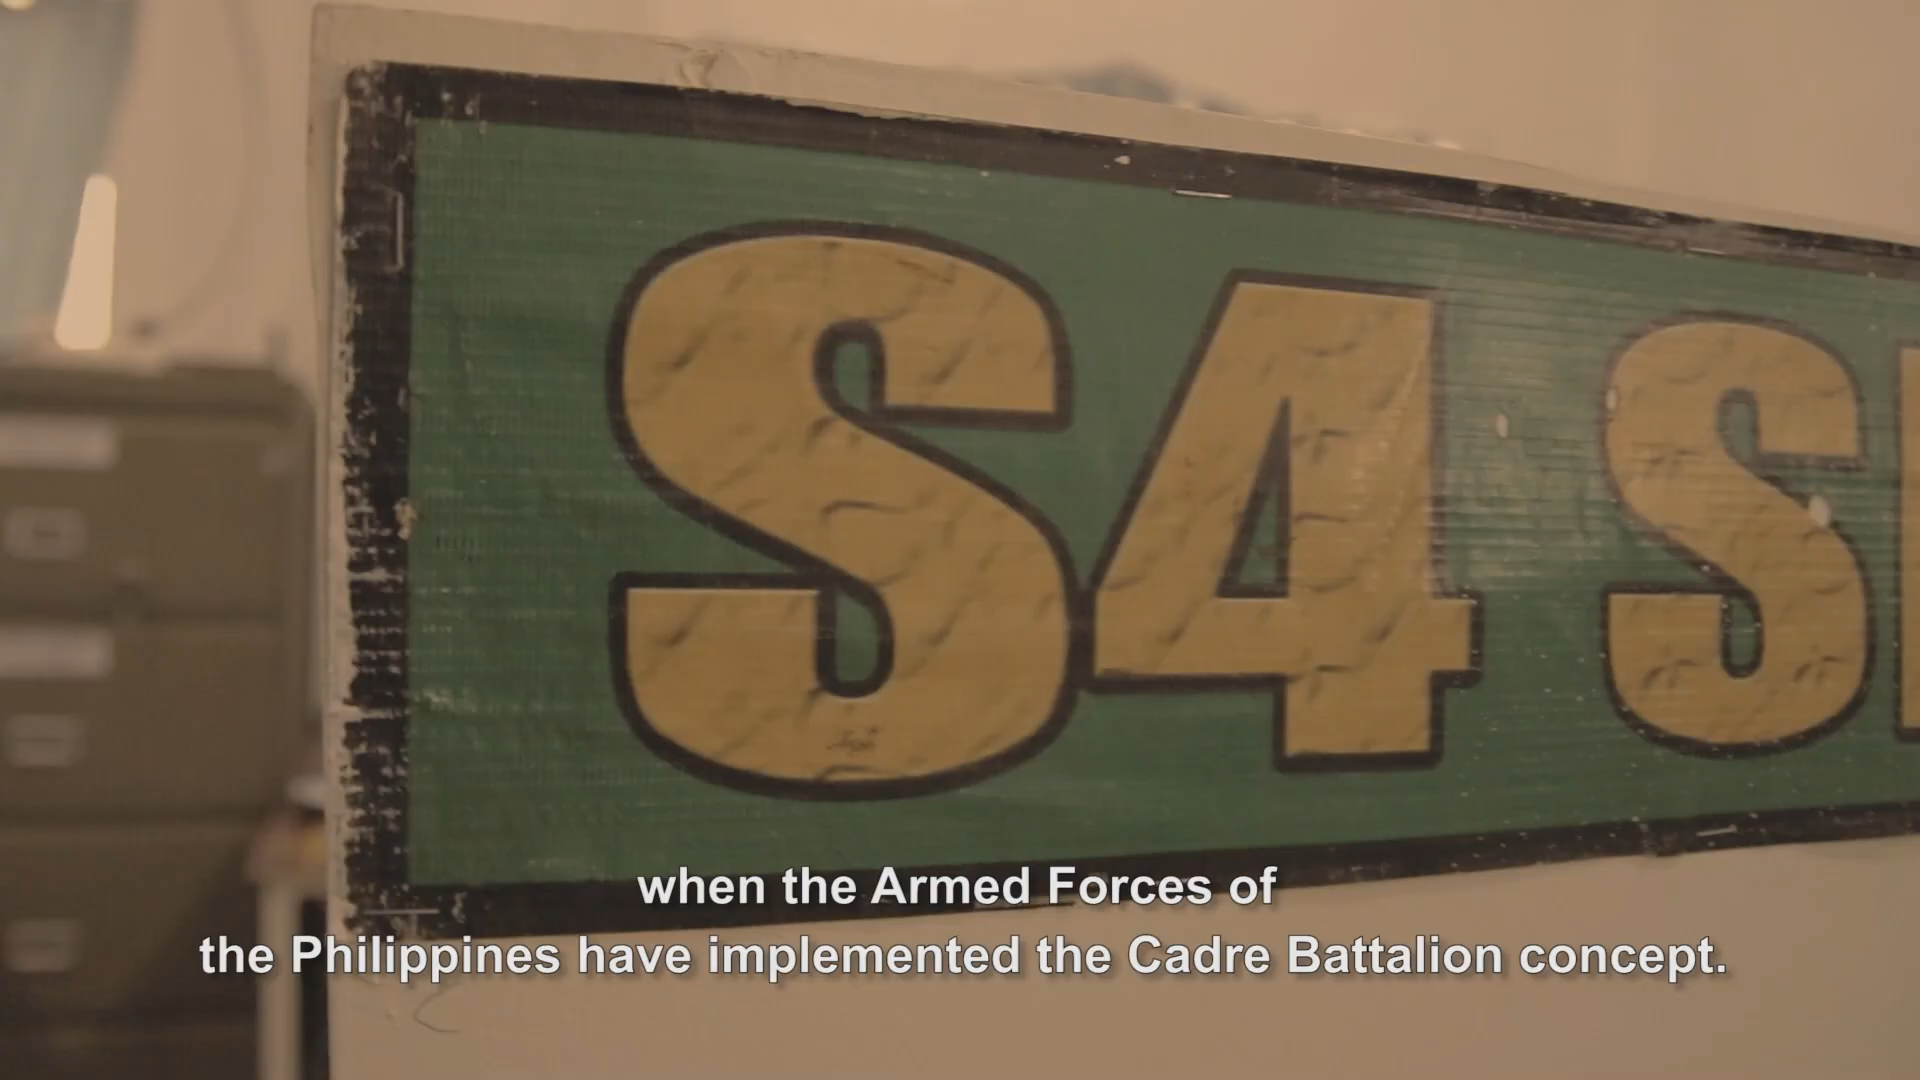 S4 S
when the Armed Forces of
the Philippines have implemented the Cadre Battalion concept.